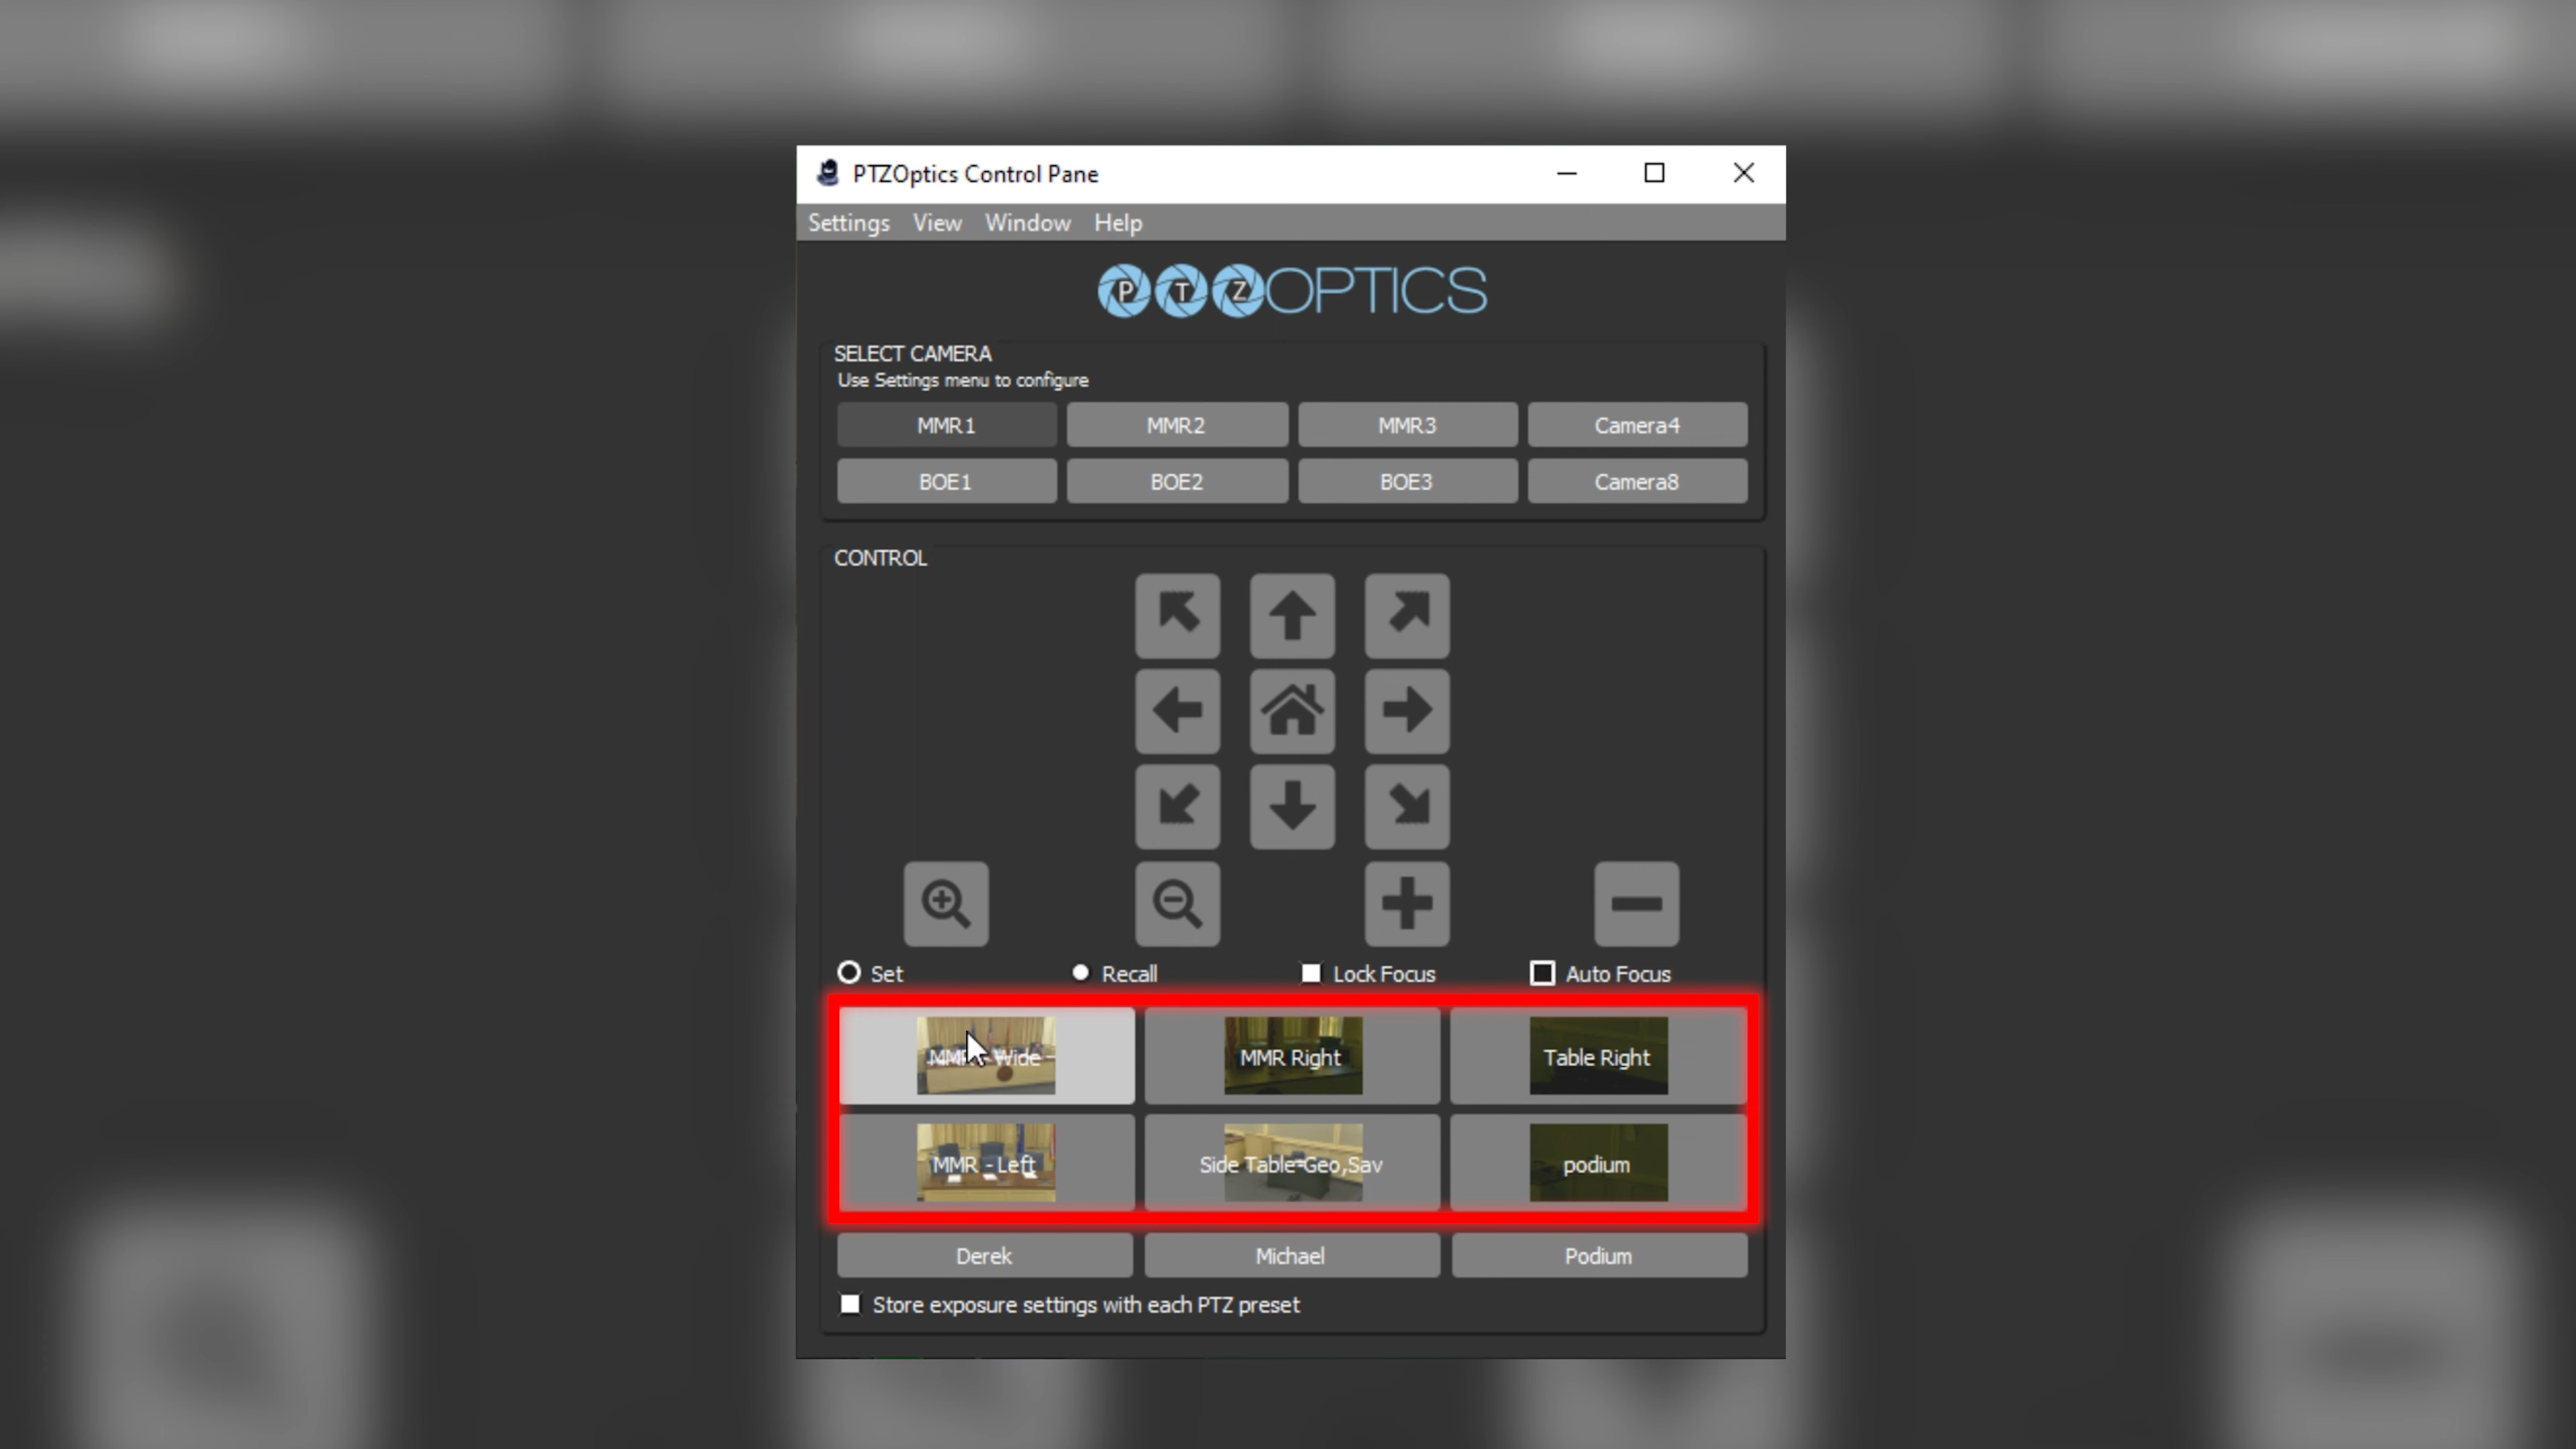 PTZOptics Control Pane
Settings View Window Help
PTZOPTICS
SELECT CAMERA
Use Settings menu to configure
MMR1 MMR2 MMR3 Camera4
BOE1 BOE2 BOE3 Camera8
CONTROL
Set Recall Lock Focus Auto Focus
Wide - MMR Right Table Right
MMR - Left Side Table-Geo,Sav podium
Derek Michael Podium
Store exposure settings with each PTZ preset